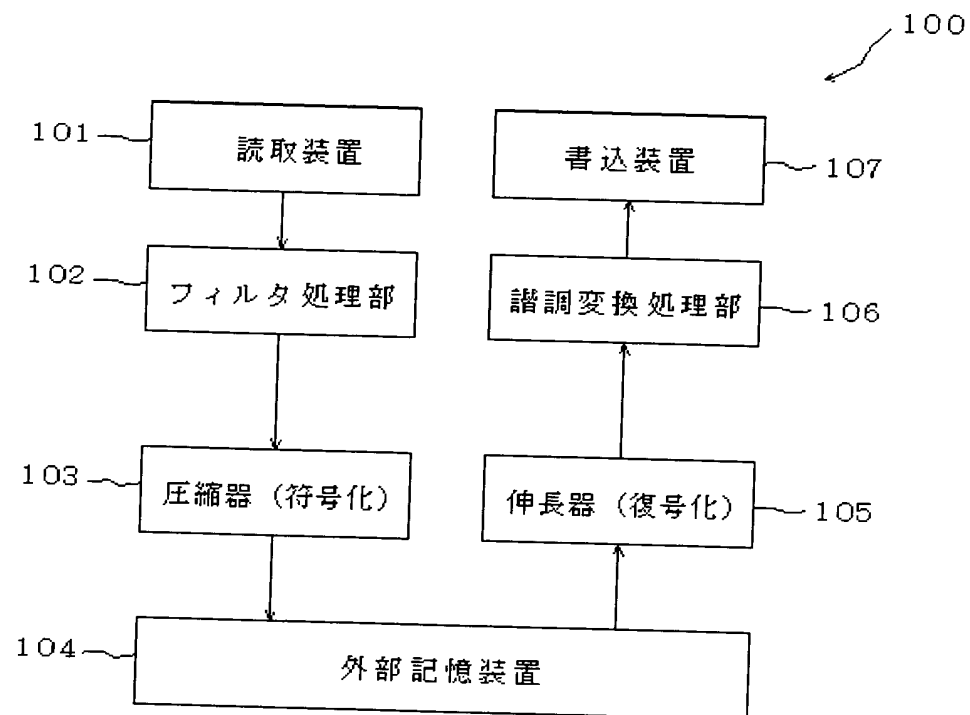 100
101
読取装置
書込装置
107
102
フィルタ処理部
諧調変換処理部
106
103
圧縮器（符号化）
伸長器（復号化）
105
104
外部記憶装置